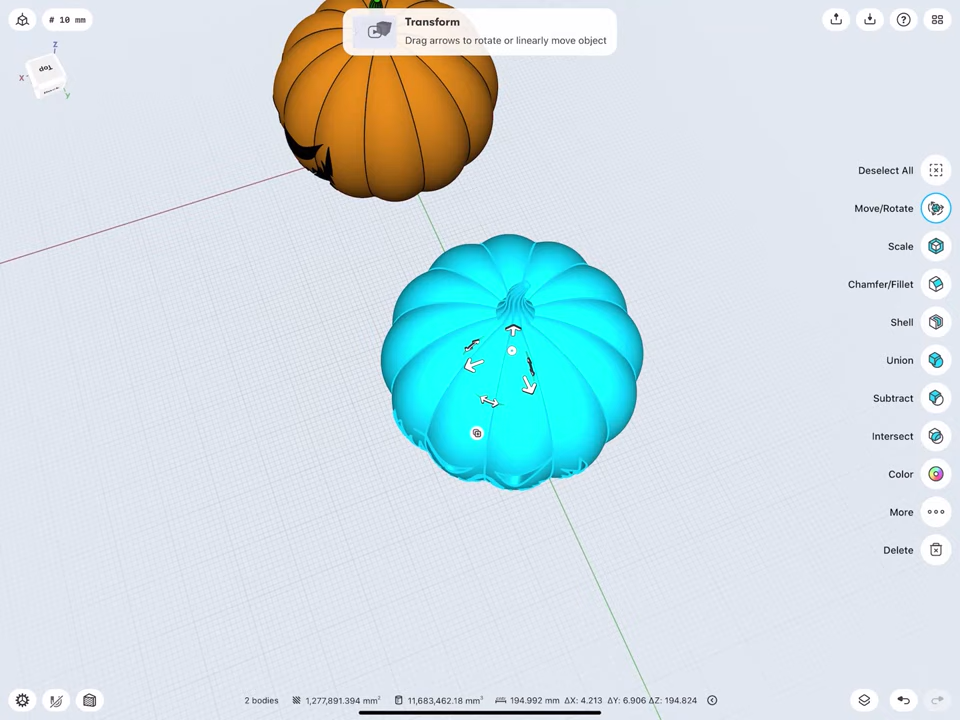 # 10 mm
Transform
Drag arrows to rotate or linearly move object
z
Top
x
y
Deselect All
Move/Rotate
Scale
Chamfer/Fillet
Shell
Union
Subtract
Intersect
Color
More
Delete
2 bodies 1,277,891.394 mm² 11,683,462.18 mm³ 194.992 mm ΔX: 4.213 ΔY: 6.906 ΔZ: 194.824